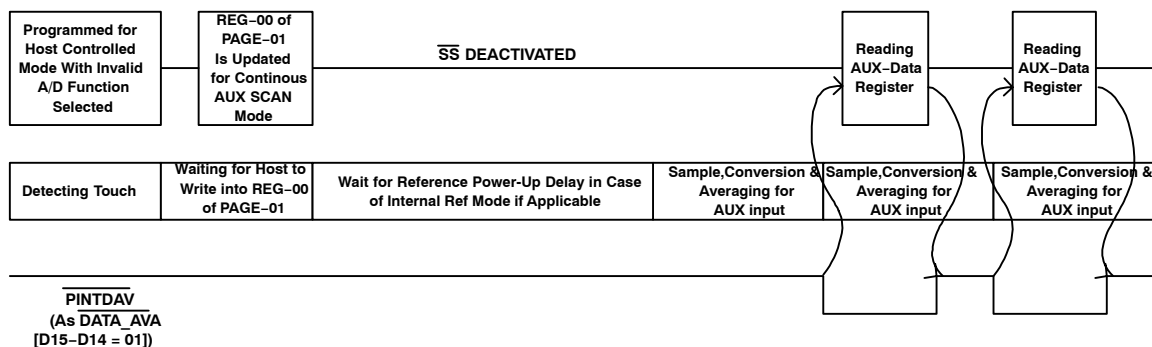 Programmed for
Host Controlled
Mode With Invalid
A/D Function
Selected
REG−00 of
PAGE−01
Is Updated
for Continous
AUX SCAN
Mode
SS DEACTIVATED
Reading
AUX−Data
Register
Reading
AUX−Data
Register
Detecting Touch
Waiting for Host to
Write into REG−00
of PAGE−01
Wait for Reference Power-Up Delay in Case
of Internal Ref Mode if Applicable
Sample,Conversion &
Averaging for
AUX input
Sample,Conversion &
Averaging for
AUX input
Sample,Conversion &
Averaging for
AUX input
PINTDAV
(As DATA_AVA
[D15−D14 = 01])